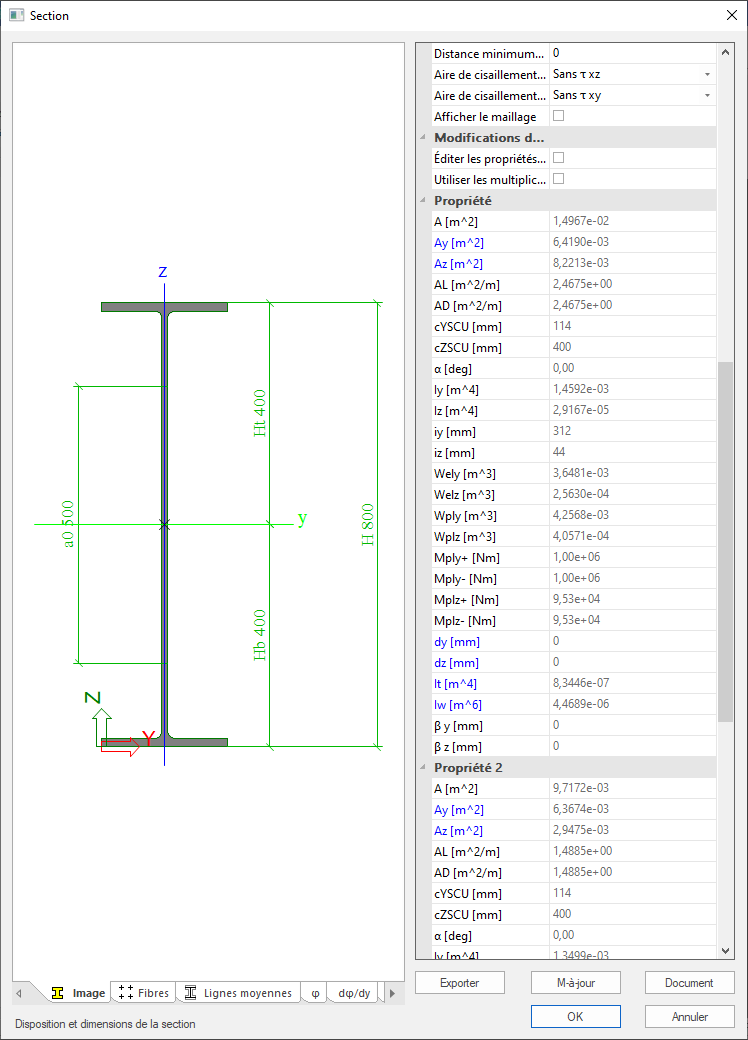 Section
Z
Ht 400
a0 500
y
H 800
Hb 400
Z
Y
Image
Fibres
Lignes moyennes
φ
dφ/dy
Disposition et dimensions de la section
Distance minimum... 0
Aire de cisaillement... Sans τ xz
Aire de cisaillement... Sans τ xy
Afficher le maillage
Modifications d...
Éditer les propriétés...
Utiliser les multiplic...
Propriété
A [m^2] 1,4967e-02
Ay [m^2] 6,4190e-03
Az [m^2] 8,2213e-03
AL [m^2/m] 2,4675e+00
AD [m^2/m] 2,4675e+00
cYSCU [mm] 114
cZSCU [mm] 400
α [deg] 0,00
Iy [m^4] 1,4592e-03
Iz [m^4] 2,9167e-05
iy [mm] 312
iz [mm] 44
Wely [m^3] 3,6481e-03
Welz [m^3] 2,5630e-04
Wply [m^3] 4,2568e-03
Wplz [m^3] 4,0571e-04
Mply+ [Nm] 1,00e+06
Mply- [Nm] 1,00e+06
Mplz+ [Nm] 9,53e+04
Mplz- [Nm] 9,53e+04
dy [mm] 0
dz [mm] 0
It [m^4] 8,3446e-07
Iw [m^6] 4,4689e-06
β y [mm] 0
β z [mm] 0
Propriété 2
A [m^2] 9,7172e-03
Ay [m^2] 6,3674e-03
Az [m^2] 2,9475e-03
AL [m^2/m] 1,4885e+00
AD [m^2/m] 1,4885e+00
cYSCU [mm] 114
cZSCU [mm] 400
α [deg] 0,00
Iy [m^4] 1,3499e-03
Exporter
M-à-jour
Document
OK
Annuler